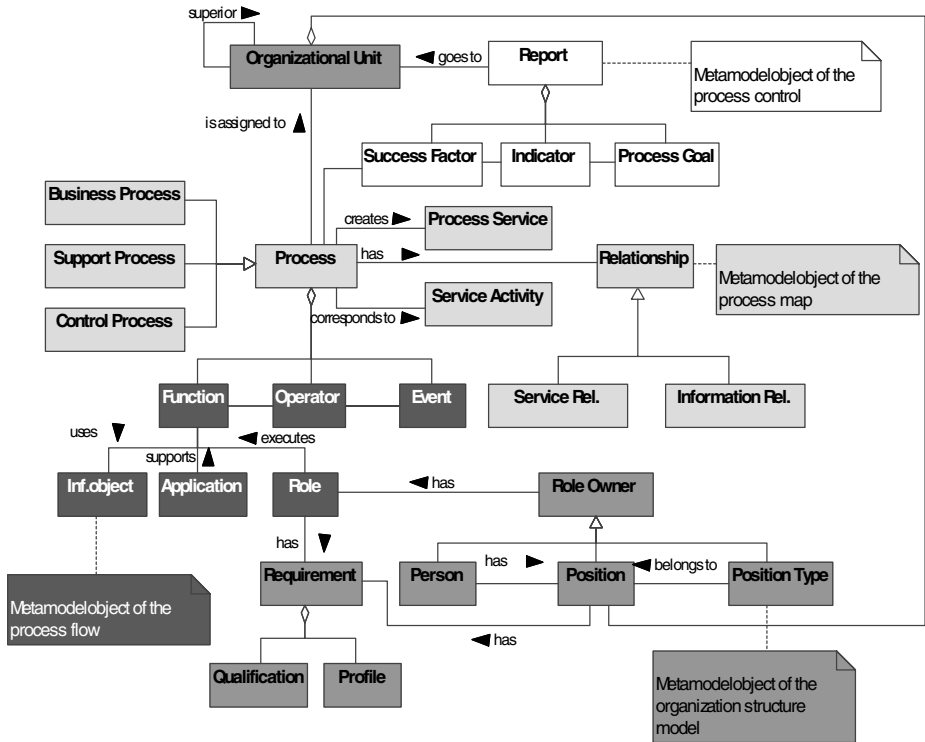 superior
Organizational Unit
goes to
Report
Metamodelobject of the
process control
is assigned to
Success Factor
Indicator
Process Goal
Business Process
creates
Process Service
Support Process
Process
has
Relationship
Metamodelobject of the
process map
Control Process
Service Activity
corresponds to
Function
Operator
Event
Service Rel.
Information Rel.
uses
executes
supports
Inf.object
Application
Role
has
Role Owner
has
has
belongs to
Requirement
Person
Position
Position Type
Metamodelobject of the
process flow
has
Qualification
Profile
Metamodelobject of the
organization structure
model